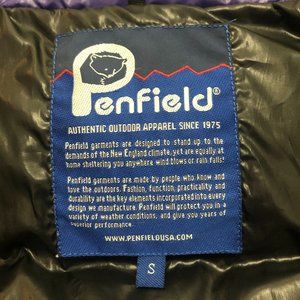 Penfield®
AUTHENTIC OUTDOOR APPAREL SINCE 1975
Penfield garments are designed to stand up to the
demands of the New England climate, yet are equally at
home sheltering you anywhere wind blows or rain falls!
Penfield garments are made by people who know and
love the outdoors. Fashion, function, practicality and
durability are the key elements incorporated into every
design we manufacture. Penfield will protect you in a
variety of weather conditions, and give you years of
superior performance.
WWW.PENFIELDUSA.COM
S